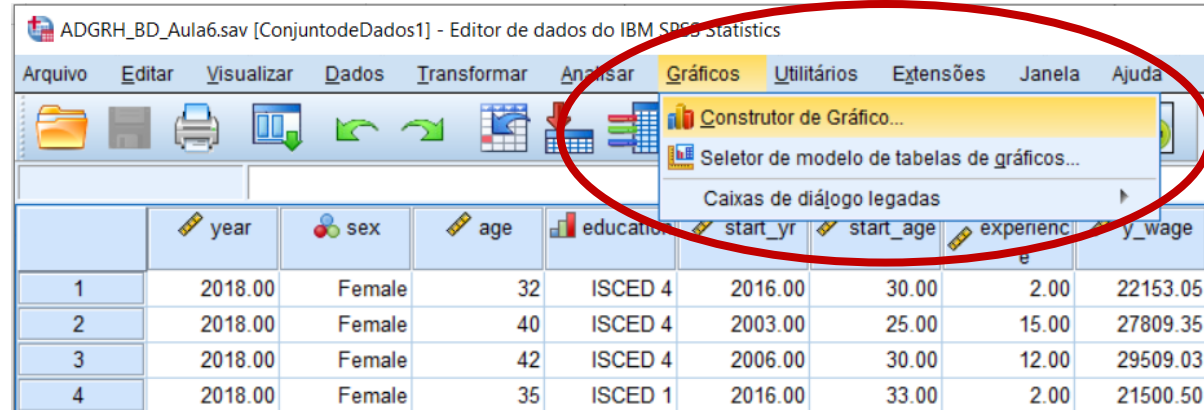 ADGRH_BD_Aula6.sav [ConjuntodeDados1] - Editor de dados do IBM SPSS Statistics
Arquivo Editar Visualizar Dados Transformar Analisar Gráficos Utilitários Extensões Janela Ajuda
Construtor de Gráfico...
Seletor de modelo de tabelas de gráficos...
Caixas de diálogo legadas
year sex age education start_yr start_age experienc y_wage
e
1 2018.00 Female 32 ISCED 4 2016.00 30.00 2.00 22153.05
2 2018.00 Female 40 ISCED 4 2003.00 25.00 15.00 27809.35
3 2018.00 Female 42 ISCED 4 2006.00 30.00 12.00 29509.03
4 2018.00 Female 35 ISCED 1 2016.00 33.00 2.00 21500.50